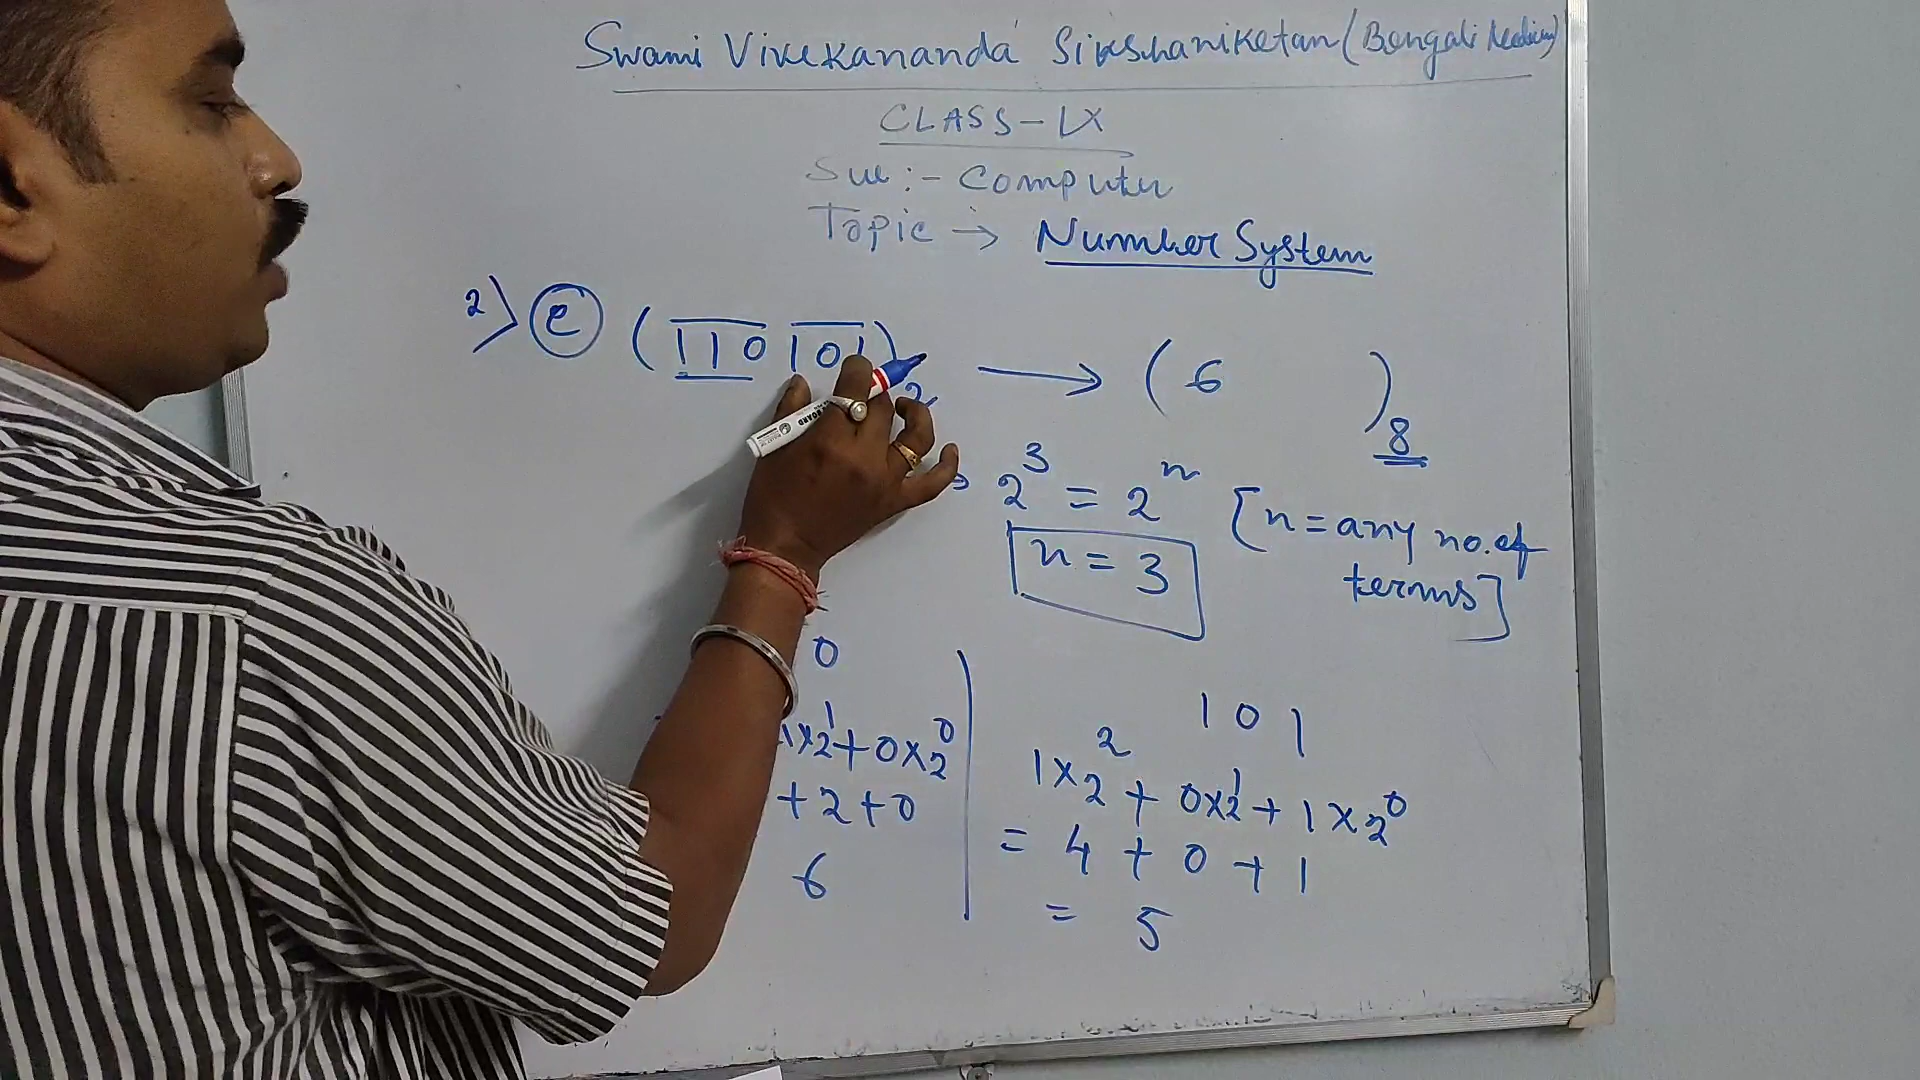 Swami Vivekananda Sikshaniketan (Bengali Medium)
CLASS - IX
Sub :- Computer
Topic → Number System
2> (e) (110 101)2 → (6 )8
2^3 = 2^n [n = any no. of terms]
n = 3
0
1x2^1+0x2^0
+ 2 + 0
6
1 0 1
1x2^2 + 0x2^1 + 1x2^0
= 4 + 0 + 1
= 5